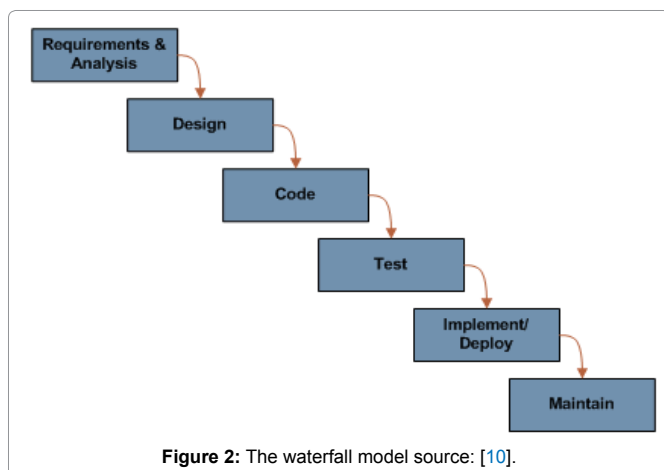 Requirements &
Analysis
Design
Code
Test
Implement/
Deploy
Maintain
Figure 2: The waterfall model source: [10].